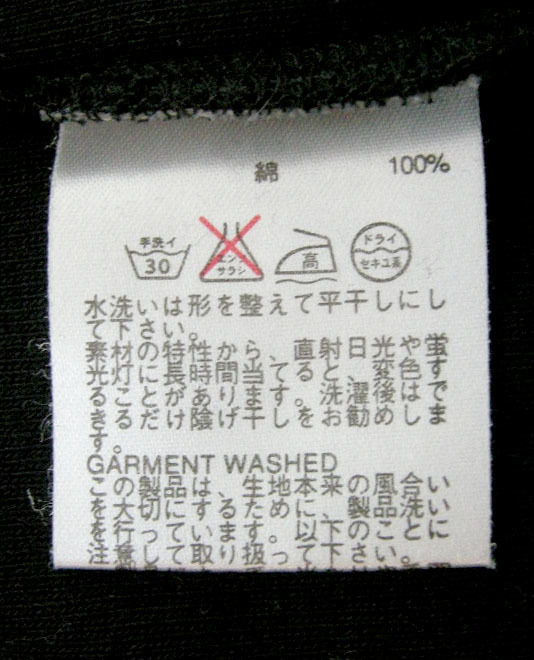 綿 100%
手洗イ
30
エンソ
サラシ
高
ドライ
セキユ系
水洗いは形を整えて平干しにし
て下さい。
素材の特性から、直射日光や蛍
光灯に長時間当てると、変色す
ることがあります。洗濯後はで
きるだけ陰げ干しをお勧めしま
す。
GARMENT WASHED
この製品は、生地本来の風合い
を大切にするために、製品洗い
を行っています。以下のことに
注意して取り扱って下さい。